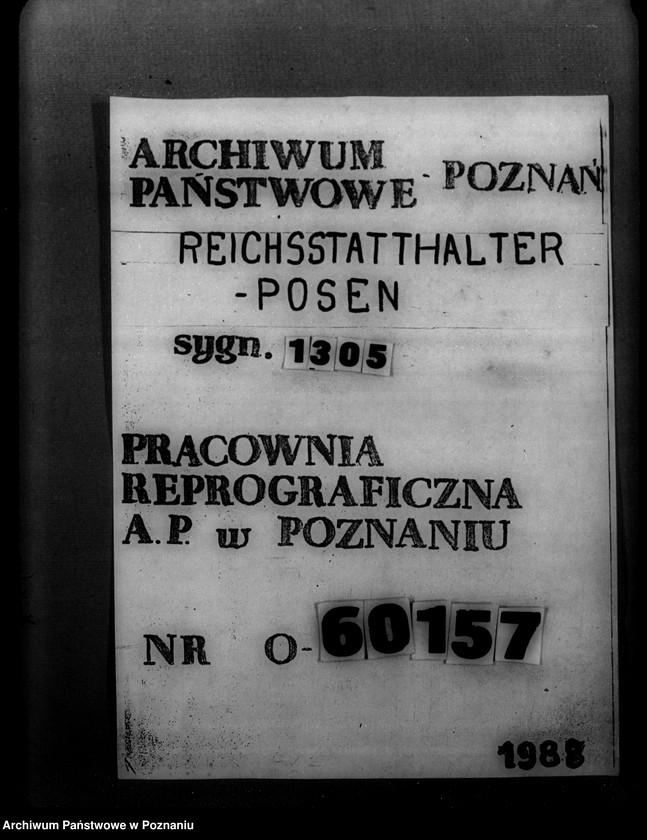 ARCHIWUM
PAŃSTWOWE - POZNAŃ
REICHSSTATTHALTER
-POSEN
sygn. 1305
PRACOWNIA
REPROGRAFICZNA
A.P. w POZNANIU
NR O-60157
1988
Archiwum Państwowe w Poznaniu